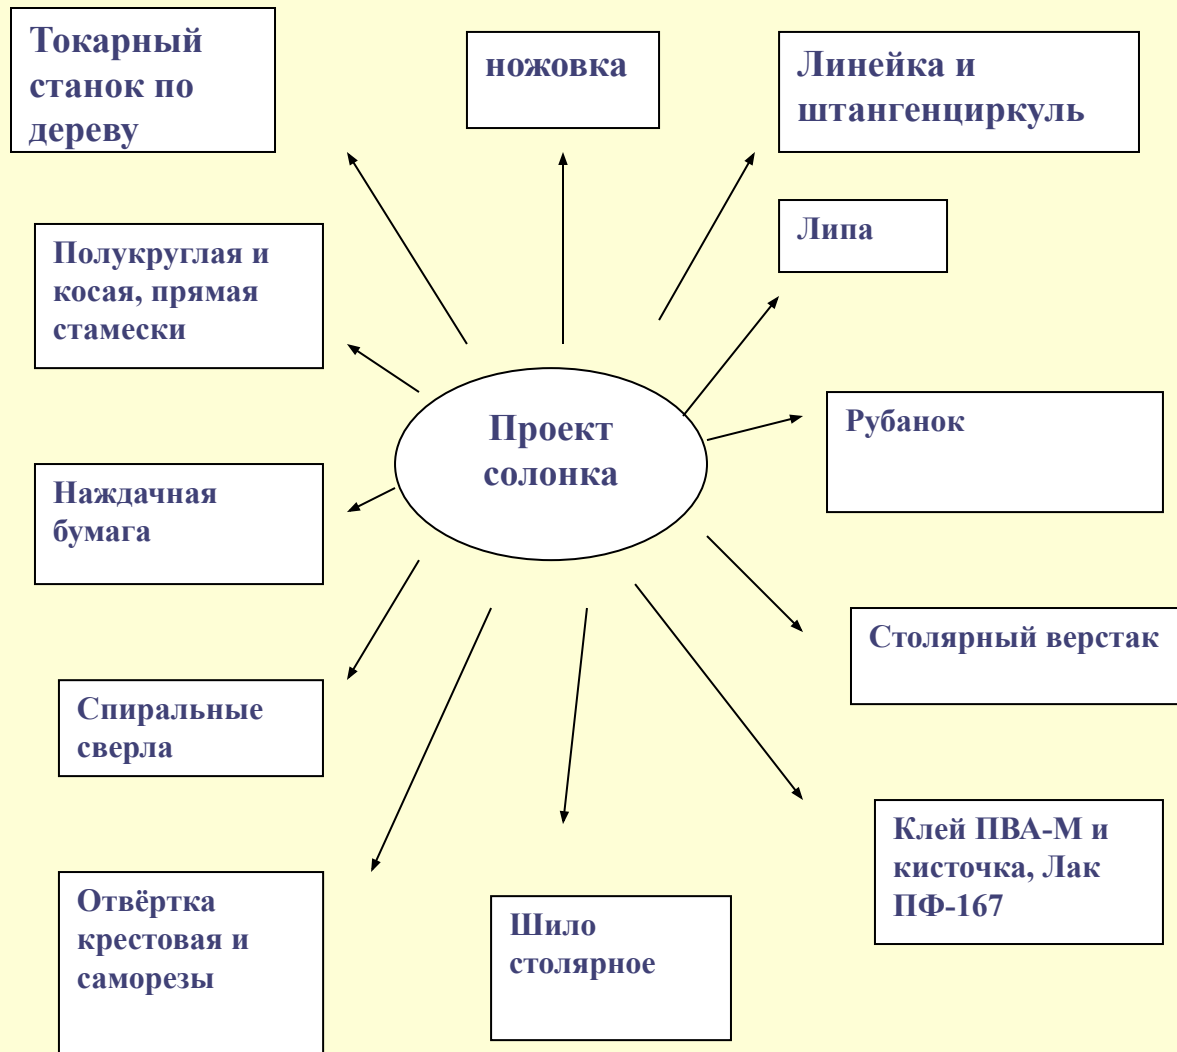 Токарный
станок по
дереву
ножовка
Линейка и
штангенциркуль
Липа
Полукруглая и
косая, прямая
стамески
Проект
солонка
Рубанок
Наждачная
бумага
Столярный верстак
Спиральные
сверла
Клей ПВА-М и
кисточка, Лак
ПФ-167
Отвёртка
крестовая и
саморезы
Шило
столярное